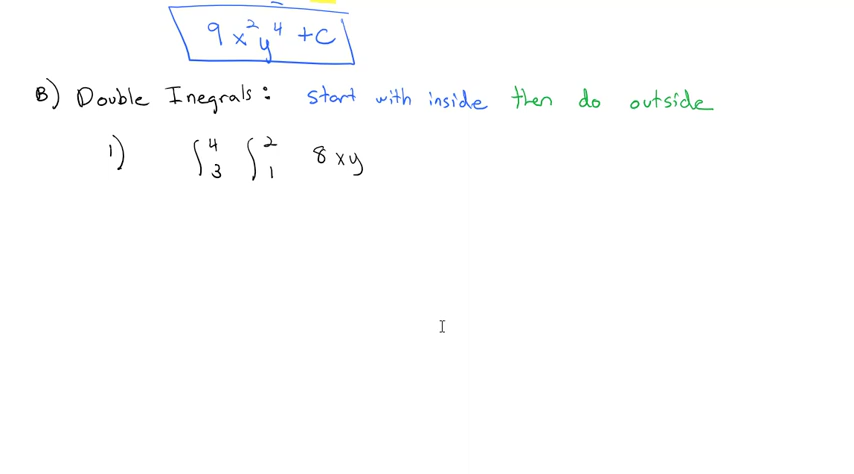 9x²y⁴ + C
B) Double Inegrals: start with inside then do outside
1) ∫₃⁴ ∫₁² 8xy